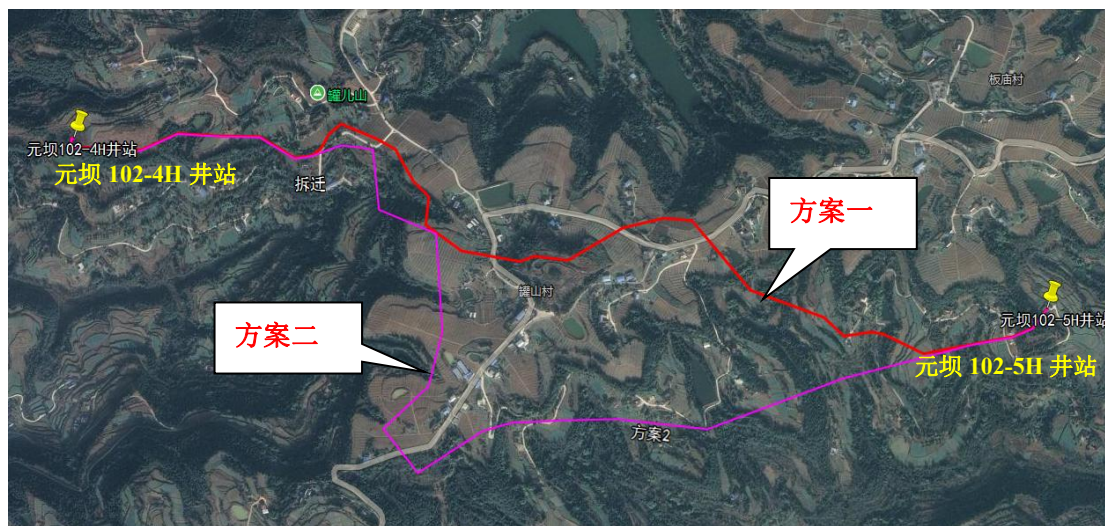 板庙村
罐儿山
元坝102-4H井站
元坝 102-4H 井站
拆迁
方案一
罐山村
元坝102-5H井站
方案二
元坝 102-5H 井站
方案2